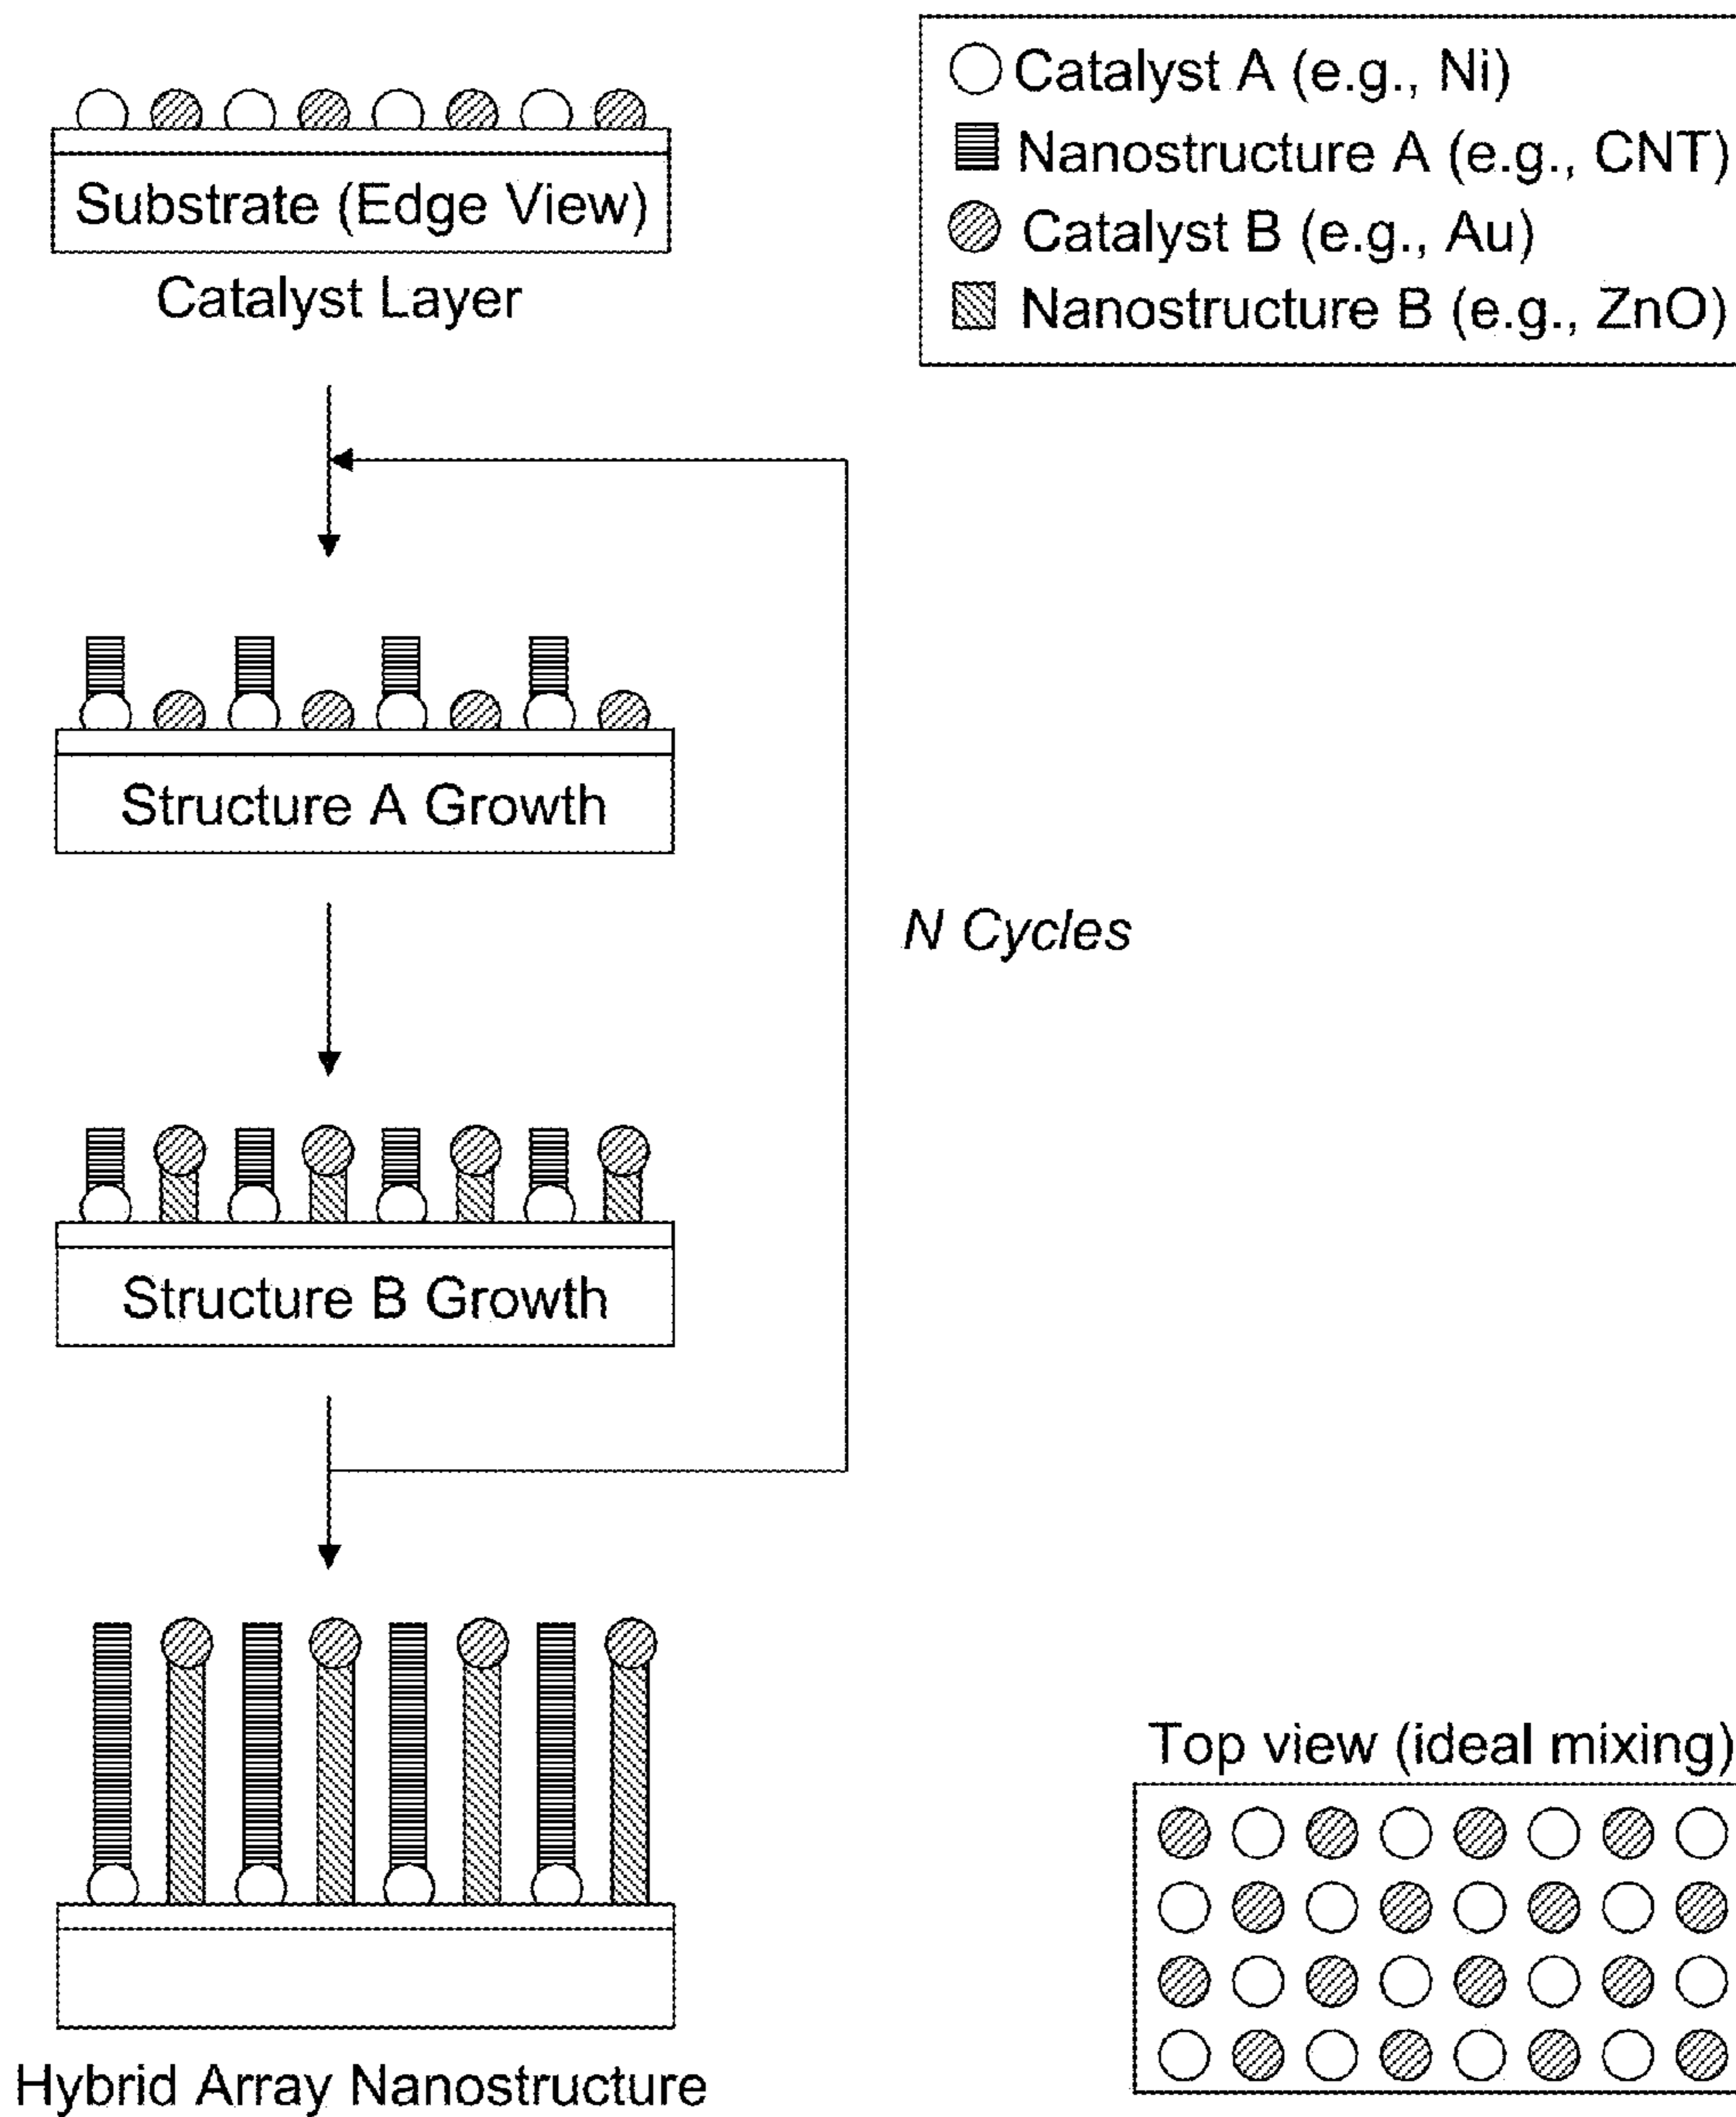 Catalyst A (e.g., Ni)
Nanostructure A (e.g., CNT)
Catalyst B (e.g., Au)
Nanostructure B (e.g., ZnO)
Substrate (Edge View)
Catalyst Layer
Structure A Growth
N Cycles
Structure B Growth
Top view (ideal mixing)
Hybrid Array Nanostructure